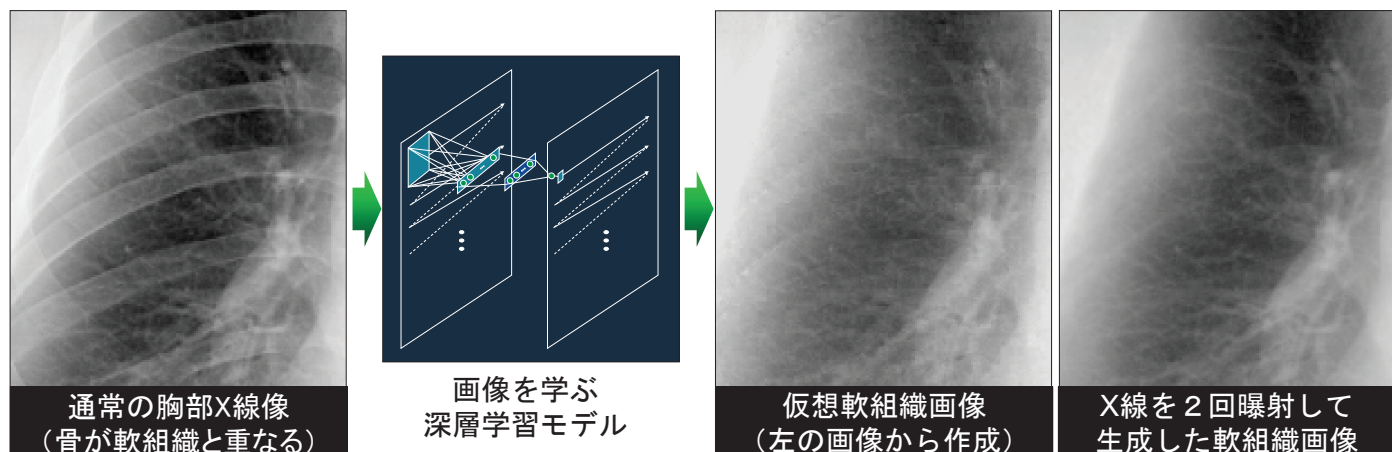 通常の胸部X線像
（骨が軟組織と重なる）
画像を学ぶ
深層学習モデル
仮想軟組織画像
（左の画像から作成）
X線を２回曝射して
生成した軟組織画像